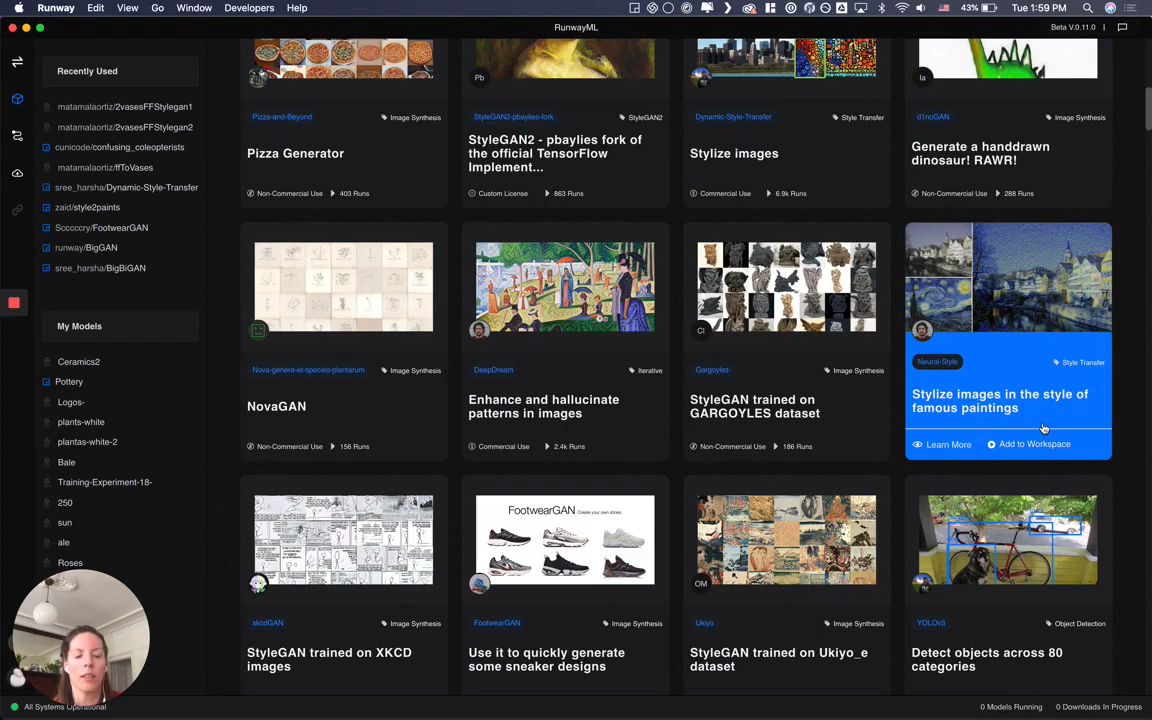 Runway Edit View Go Window Developers Help
43% Tue 1:59 PM
RunwayML
Beta V.0.11.0
Recently Used
matamalaortiz/2vasesFFStylegan1
matamalaortiz/2vasesFFStylegan2
cunicode/confusing_coleopterists
matamalaortiz/ffToVases
sree_harsha/Dynamic-Style-Transfer
zaid/style2paints
Scccccry/FootwearGAN
runway/BigGAN
sree_harsha/BigBiGAN
My Models
Ceramics2
Pottery
Logos-
plants-white
plantas-white-2
Bale
Training-Experiment-18-
250
sun
ale
Roses
Pizza-and-Beyond
Image Synthesis
Pizza Generator
Non-Commercial Use
403 Runs
Pb
StyleGAN2-pbaylies-fork
StyleGAN2
StyleGAN2 - pbaylies fork of
the official TensorFlow
Implement...
Custom License
863 Runs
Dynamic-Style-Transfer
Style Transfer
Stylize images
Commercial Use
6.9k Runs
Ia
d1noGAN
Image Synthesis
Generate a handdrawn
dinosaur! RAWR!
Non-Commercial Use
288 Runs
Nova-genera-et-species-plantarum
Image Synthesis
NovaGAN
Non-Commercial Use
156 Runs
DeepDream
Iterative
Enhance and hallucinate
patterns in images
Commercial Use
2.4k Runs
Cl
Gargoylez-
Image Synthesis
StyleGAN trained on
GARGOYLES dataset
Non-Commercial Use
186 Runs
Neural-Style
Style Transfer
Stylize images in the style of
famous paintings
Learn More
Add to Workspace
xkcdGAN
Image Synthesis
StyleGAN trained on XKCD
images
FootwearGAN Create your own shoes
FootwearGAN
Image Synthesis
Use it to quickly generate
some sneaker designs
OM
Ukiyo
Image Synthesis
StyleGAN trained on Ukiyo_e
dataset
YOLOv3
Object Detection
Detect objects across 80
categories
All Systems Operational
0 Models Running
0 Downloads In Progress